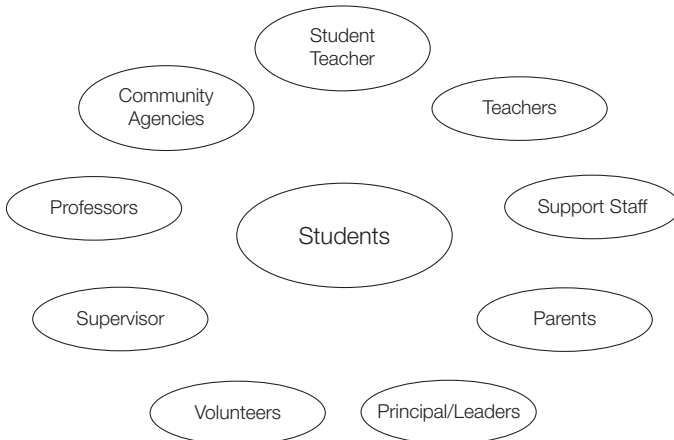 Student
Teacher
Community
Agencies
Teachers
Professors
Support Staff
Students
Supervisor
Parents
Volunteers
Principal/Leaders